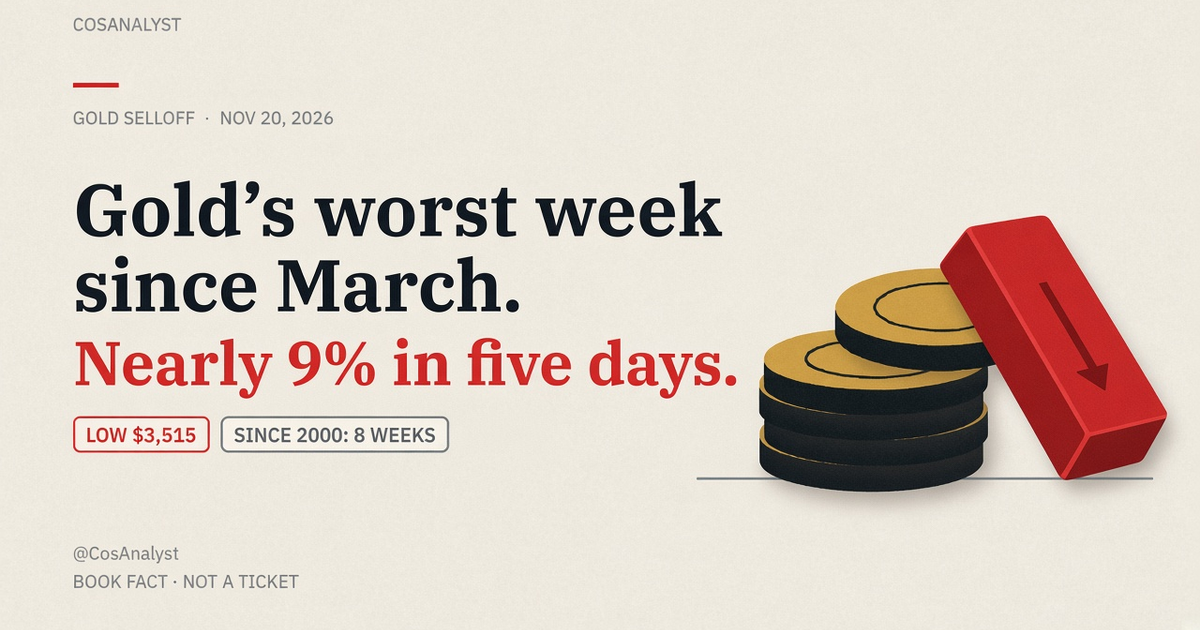 COSANALYST
GOLD SELLOFF · NOV 20, 2026
Gold’s worst week
since March.
Nearly 9% in five days.
LOW $3,515 SINCE 2000: 8 WEEKS
@CosAnalyst
BOOK FACT · NOT A TICKET